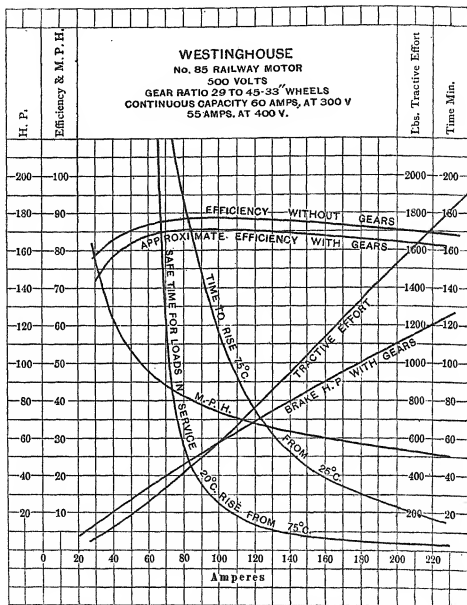 WESTINGHOUSE
No. 85 RAILWAY MOTOR
500 VOLTS
GEAR RATIO 29 TO 45-33" WHEELS
CONTINUOUS CAPACITY 60 AMPS, AT 300 V
55 AMPS. AT 400 V.
H. P.
Efficiency & M. P. H.
Lbs. Tractive Effort
Time Min.
200 100 2000 200
180 90 1800 180
160 80 1600 160
140 70 1400 140
120 60 1200 120
100 50 1000 100
80 40 800 80
60 30 600 60
40 20 400 40
20 10 200 20
EFFICIENCY WITHOUT GEARS
APPROXIMATE EFFICIENCY WITH GEARS
SAFE TIME FOR LOADS IN SERVICE
20°C. RISE FROM 75°C.
TIME TO RISE 75°C.
FROM 25°C.
TRACTIVE EFFORT
BRAKE H.P. WITH GEARS
M.P.H.
0 0 20 40 60 80 100 120 140 160 180 200 0 0
Amperes